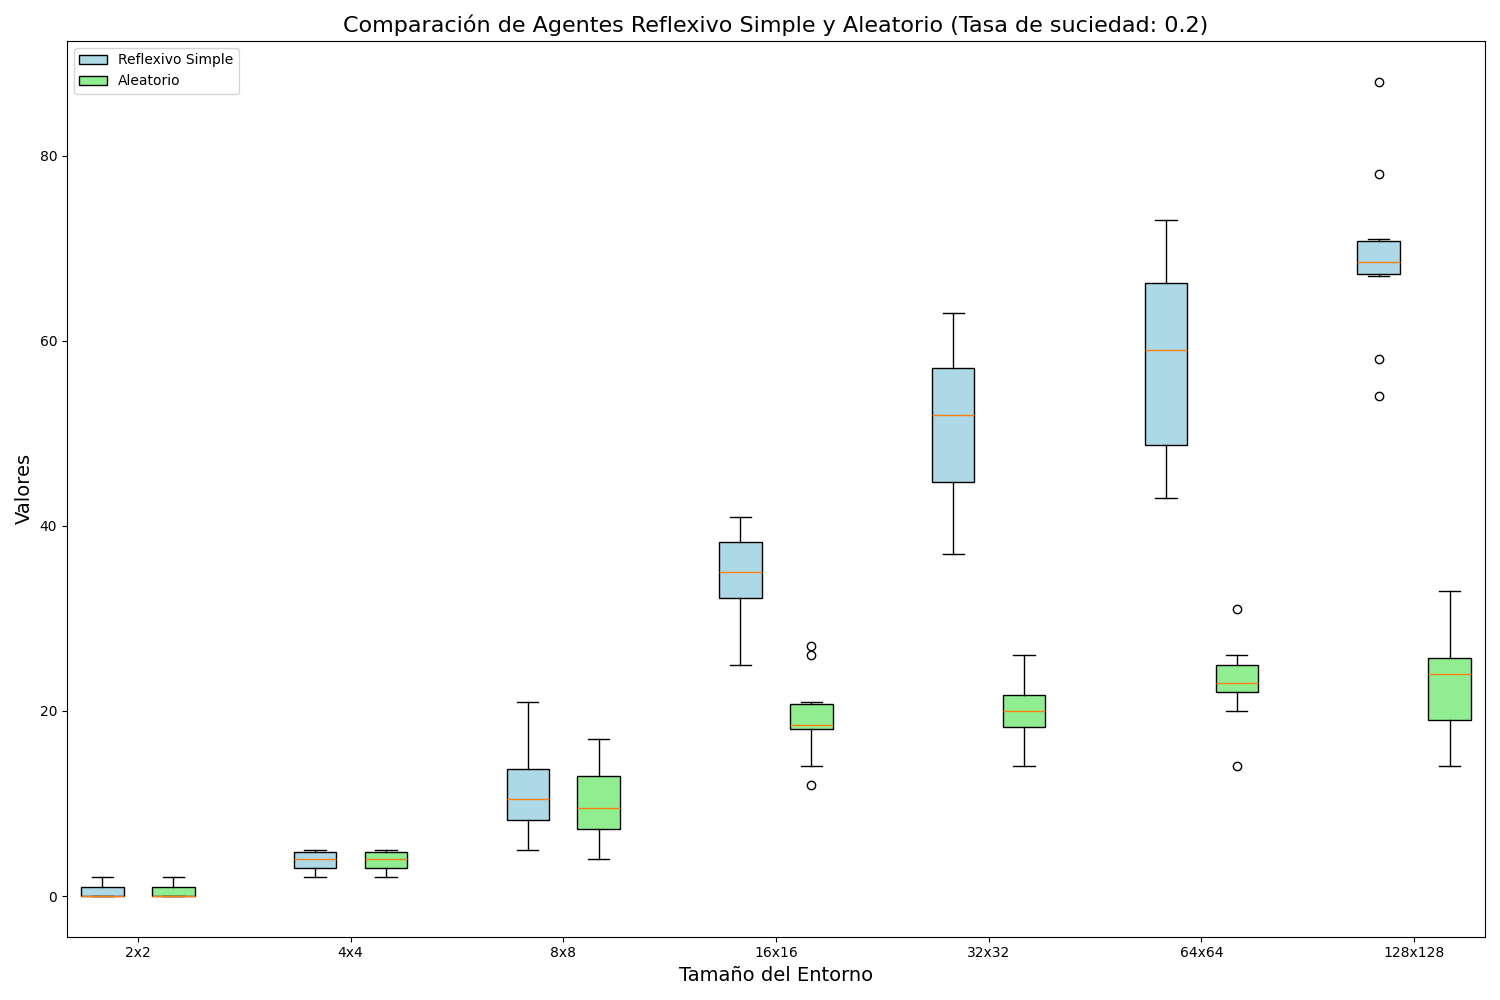 Comparación de Agentes Reflexivo Simple y Aleatorio (Tasa de suciedad: 0.2)
Reflexivo Simple
Aleatorio
80
60
40
20
0
Valores
2x2
4x4
8x8
16x16
32x32
64x64
128x128
Tamaño del Entorno